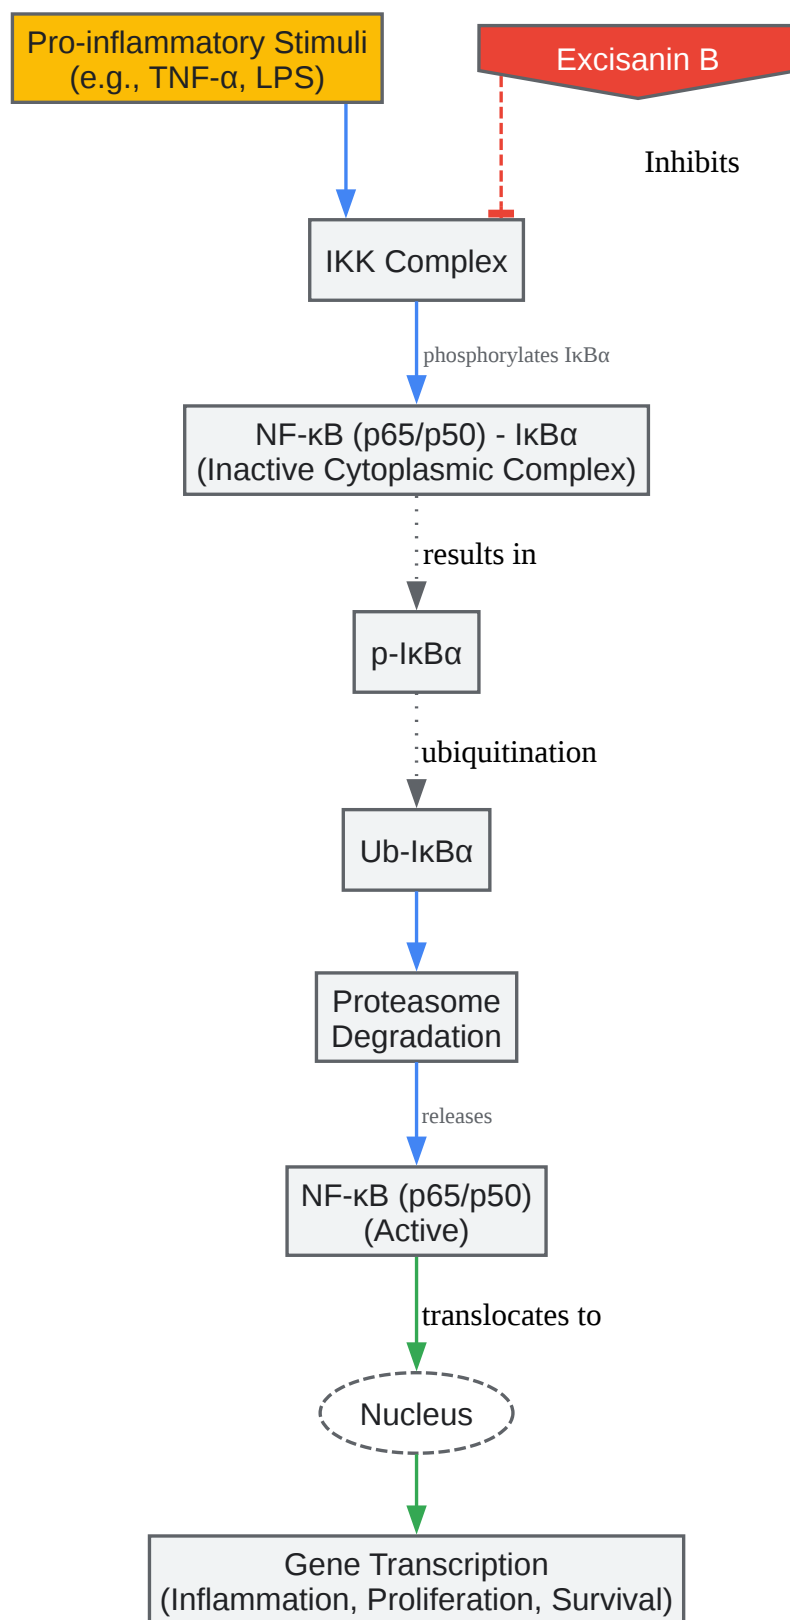 Pro-inflammatory Stimuli
(e.g., TNF-α, LPS)
Excisanin B
Inhibits
IKK Complex
phosphorylates IκBα
NF-κB (p65/p50) - IκBα
(Inactive Cytoplasmic Complex)
results in
p-IκBα
ubiquitination
Ub-IκBα
Proteasome
Degradation
releases
NF-κB (p65/p50)
(Active)
translocates to
Nucleus
Gene Transcription
(Inflammation, Proliferation, Survival)